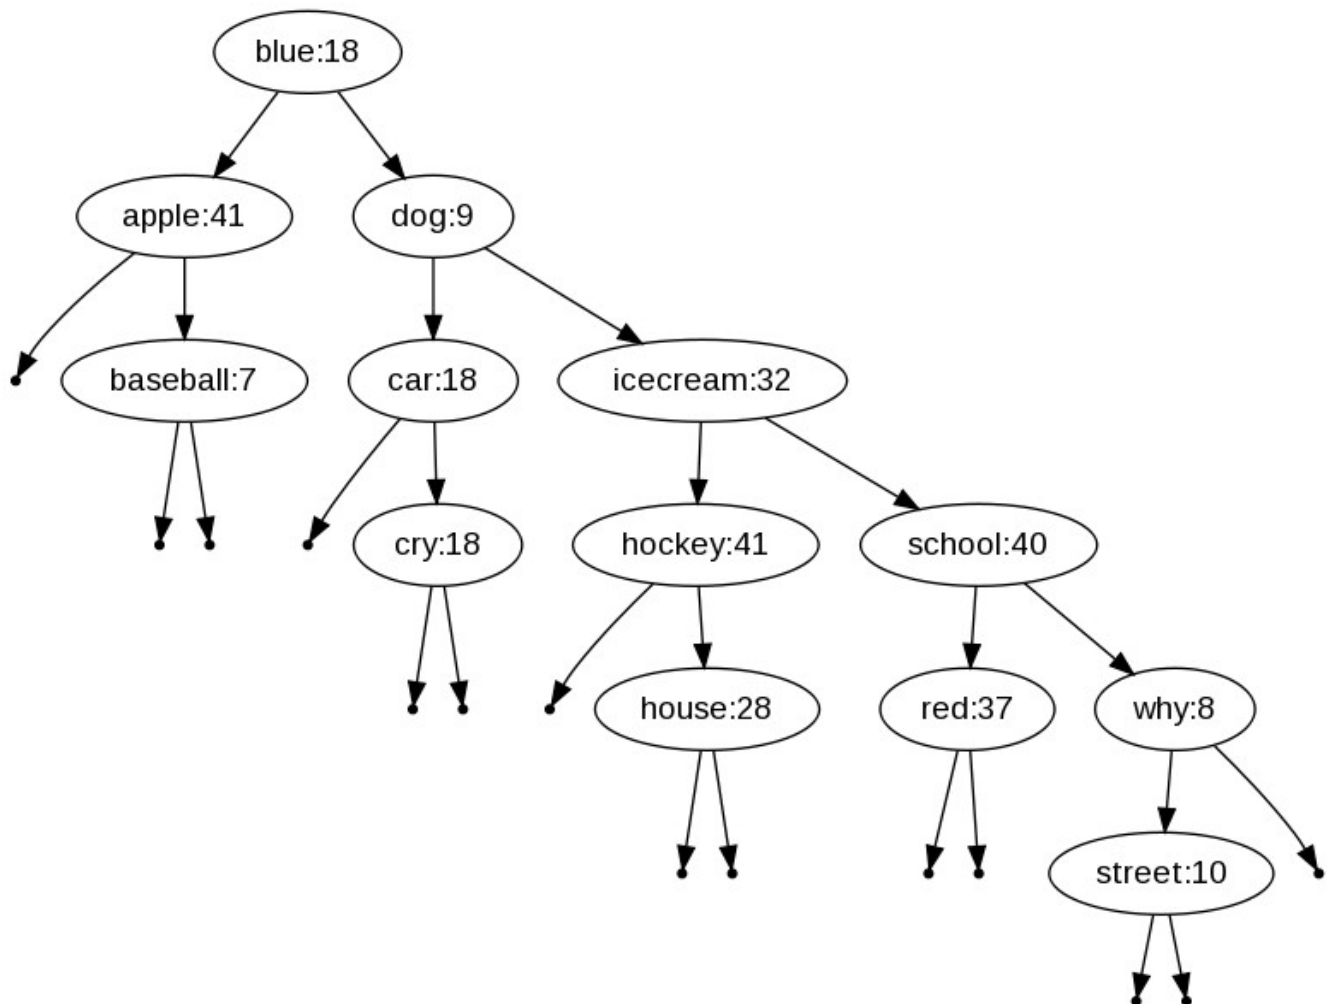 blue:18
apple:41
dog:9
baseball:7
car:18
icecream:32
cry:18
hockey:41
school:40
house:28
red:37
why:8
street:10